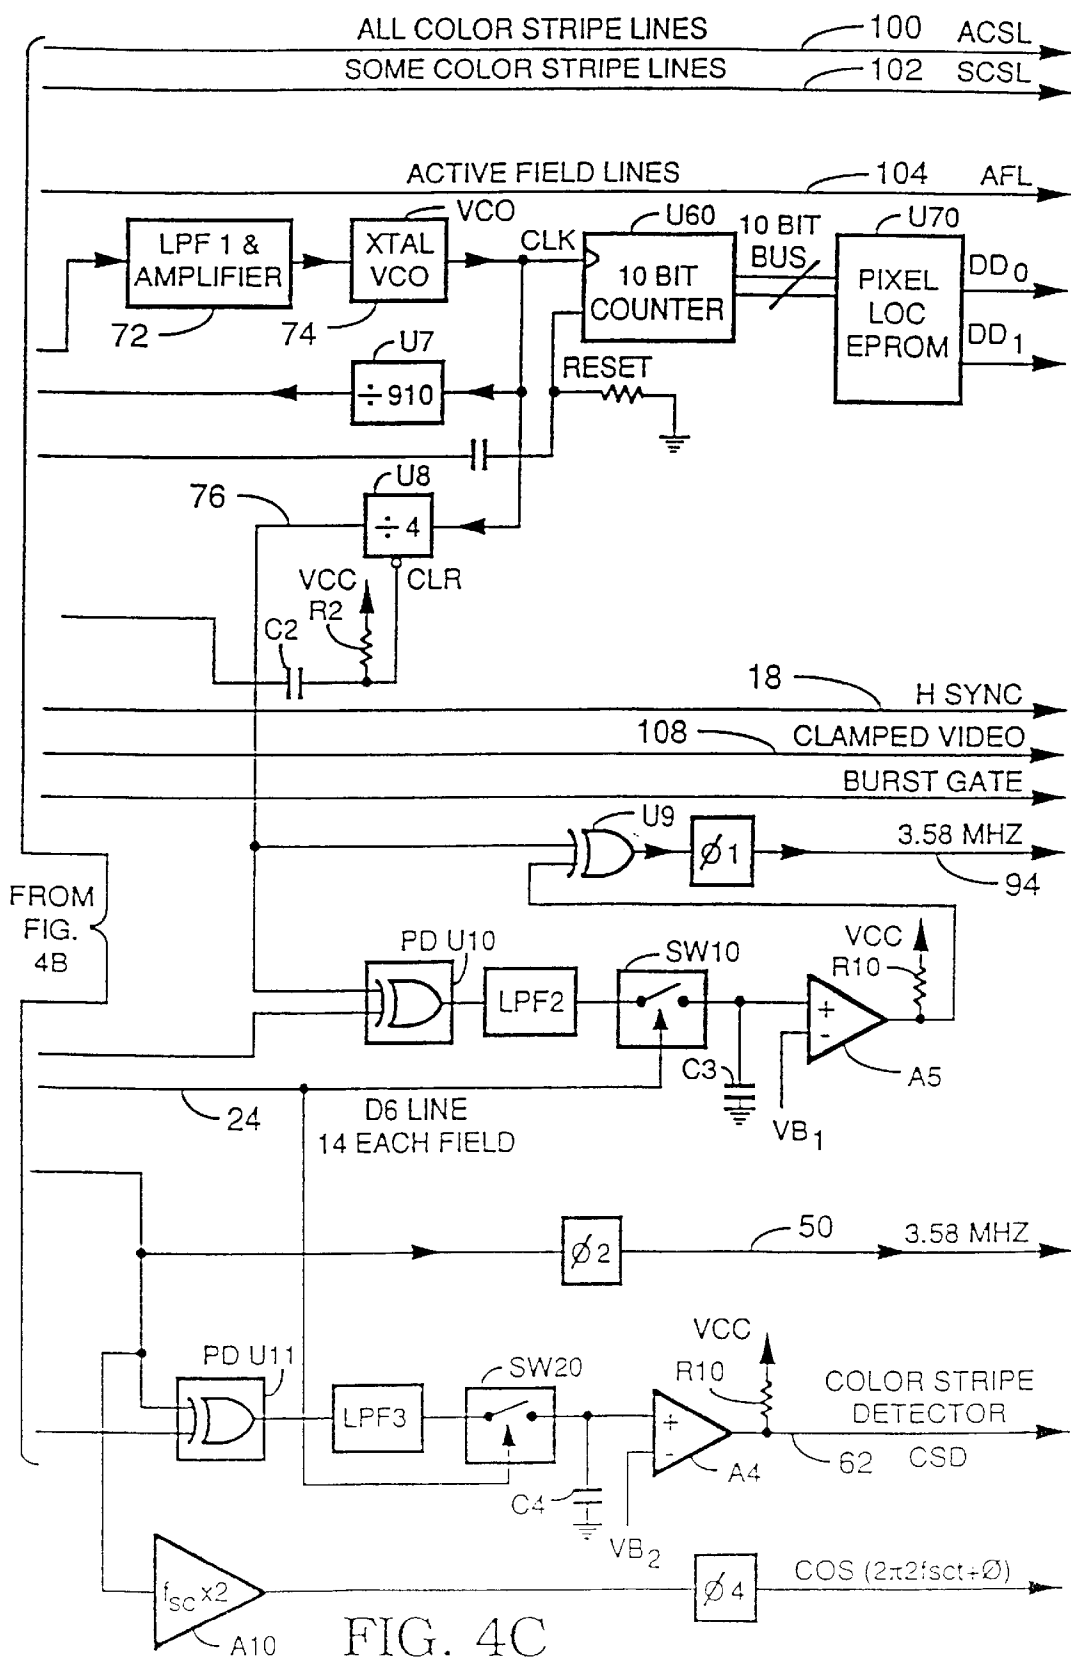 ALL COLOR STRIPE LINES 100 ACSL
SOME COLOR STRIPE LINES 102 SCSL
ACTIVE FIELD LINES 104 AFL
VCO U60 10 BIT BUS U70
LPF 1 & AMPLIFIER
XTAL VCO
CLK
10 BIT COUNTER
PIXEL LOC EPROM
DD0
DD1
72
74
U7
÷ 910
RESET
76
U8
÷ 4
VCC
CLR
R2
C2
18 H SYNC
108 CLAMPED VIDEO
BURST GATE
U9
ø1
3.58 MHZ
94
FROM FIG. 4B
PD U10
LPF2
SW10
VCC
R10
+
-
C3
A5
VB1
24
D6 LINE
14 EACH FIELD
ø2
50
3.58 MHZ
PD U11
LPF3
SW20
VCC
R10
+
-
C4
A4
VB2
COLOR STRIPE DETECTOR
62 CSD
fSC x2
A10
ø4
COS (2π2fsct+Ø)
FIG. 4C